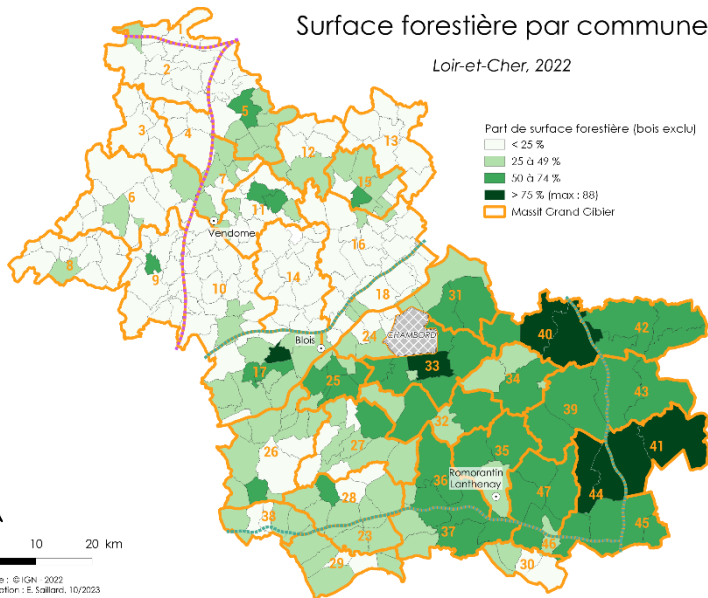 Surface forestière par commune
Loir-et-Cher, 2022
Part de surface forestière (bois exclu)
< 25 %
25 à 49 %
50 à 74 %
> 75 % (max : 88)
Massif Grand Gibier
1
2
3
4
5
6
7
8
9
10
11
12
13
14
15
16
17
18
24
25
26
27
28
23
29
30
31
32
33
34
35
36
37
38
39
40
41
42
43
44
45
46
47
Vendome
Blois
CHAMBORD
Romorantin
Lanthenay
10 20 km
: © IGN - 2022
: E. Saillard, 10/2023